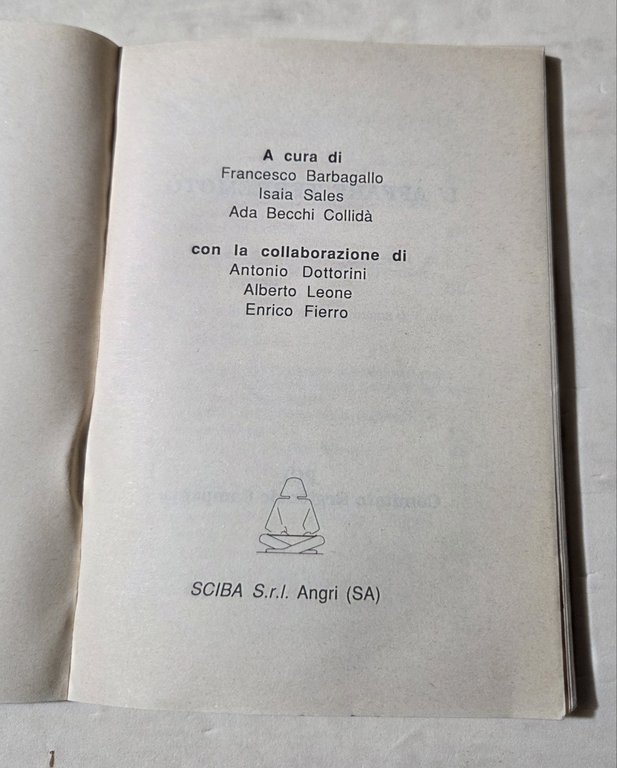 A cura di
Francesco Barbagallo
Isaia Sales
Ada Becchi Collidà
con la collaborazione di
Antonio Dottorini
Alberto Leone
Enrico Fierro
SCIBA S.r.l. Angri (SA)